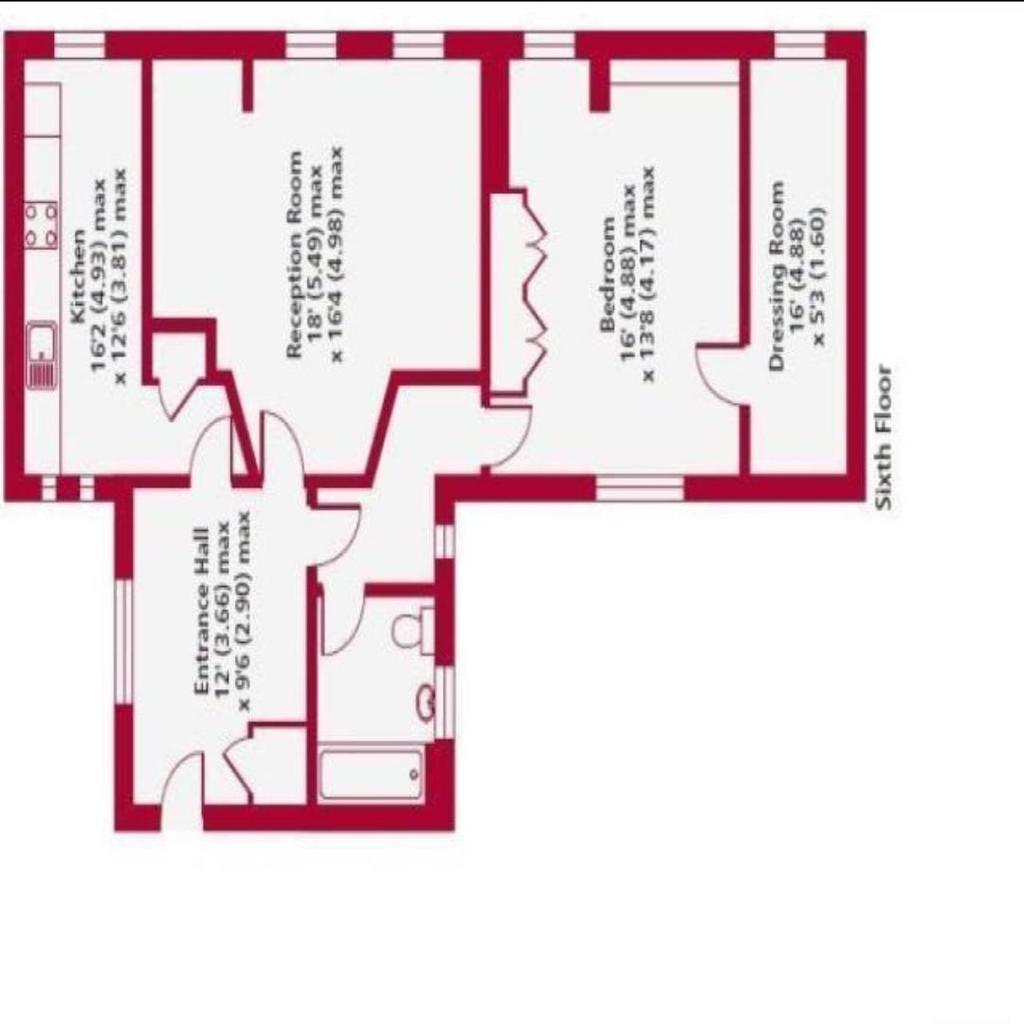 Kitchen
16'2 (4.93) max
x 12'6 (3.81) max
Reception Room
18' (5.49) max
x 16'4 (4.98) max
Bedroom
16' (4.88) max
x 13'8 (4.17) max
Dressing Room
16' (4.88)
x 5'3 (1.60)
Entrance Hall
12' (3.66) max
x 9'6 (2.90) max
Sixth Floor